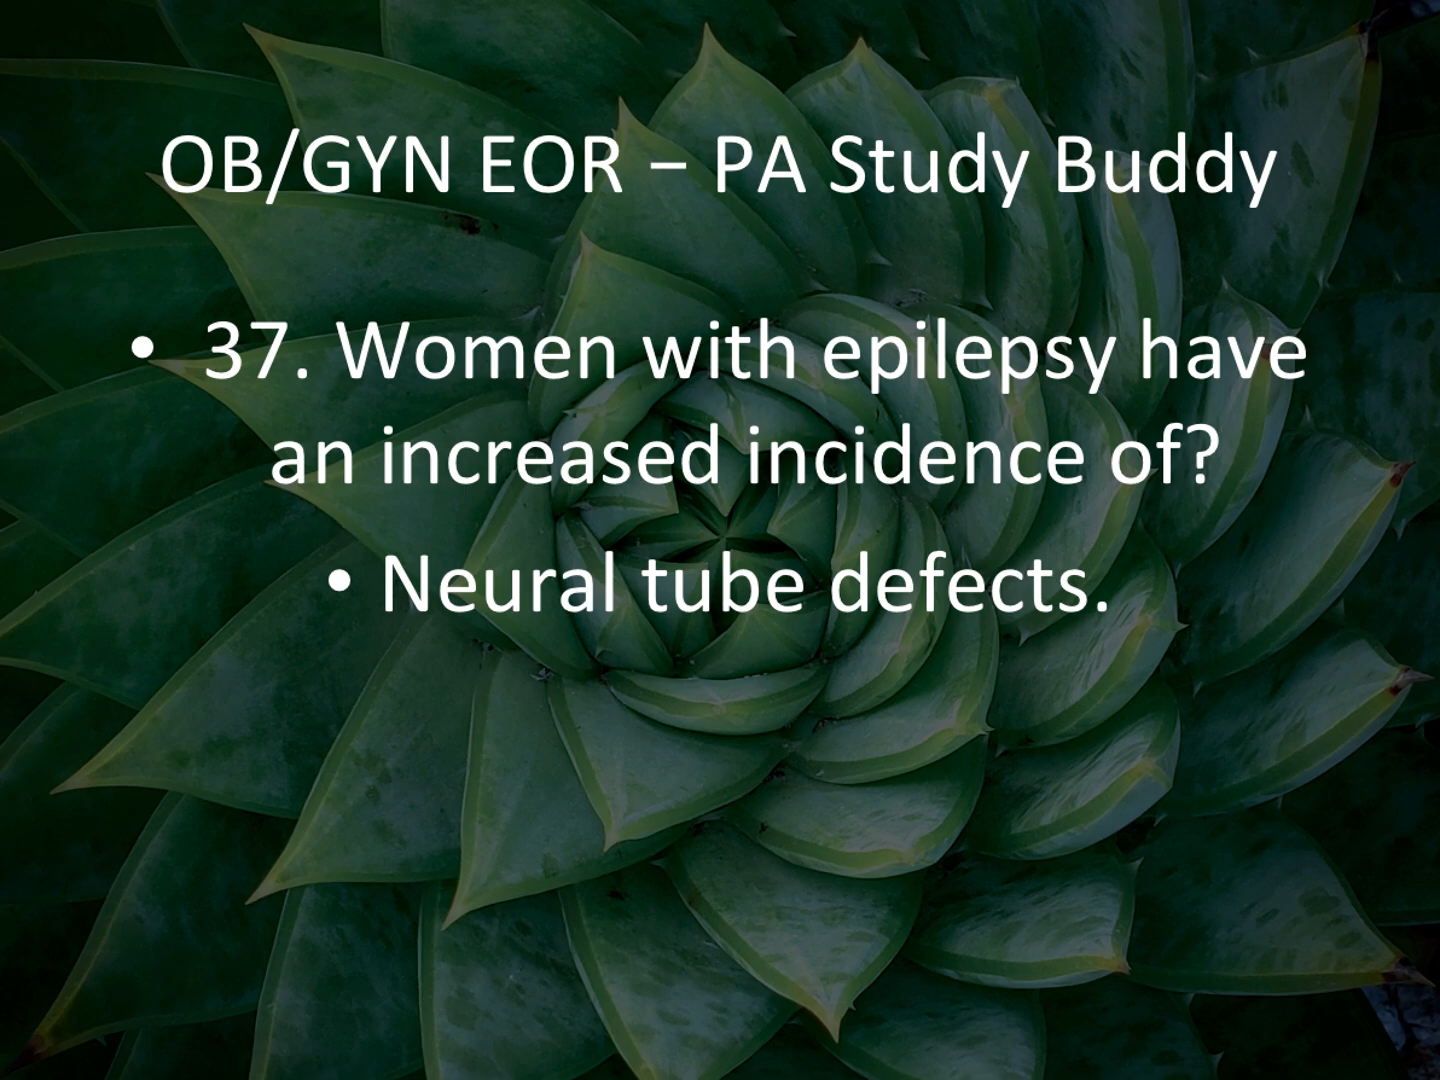 OB/GYN EOR – PA Study Buddy
• 37. Women with epilepsy have
an increased incidence of?
• Neural tube defects.